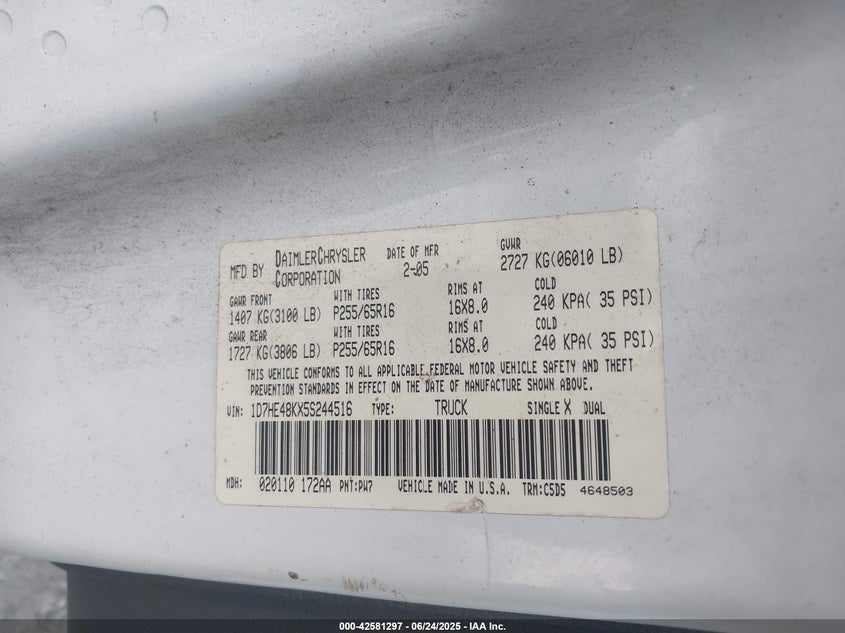 MFD BY DAIMLERCHRYSLER CORPORATION DATE OF MFR 2-05 GVWR 2727 KG(06010 LB)
GAWR FRONT WITH TIRES RIMS AT COLD
1407 KG(3100 LB) P255/65R16 16X8.0 240 KPA( 35 PSI)
GAWR REAR WITH TIRES RIMS AT COLD
1727 KG(3806 LB) P255/65R16 16X8.0 240 KPA( 35 PSI)
THIS VEHICLE CONFORMS TO ALL APPLICABLE FEDERAL MOTOR VEHICLE SAFETY AND THEFT
PREVENTION STANDARDS IN EFFECT ON THE DATE OF MANUFACTURE SHOWN ABOVE.
VIN: 1D7HE48KX5S244516 TYPE: TRUCK SINGLE X DUAL
MDH: 020110 172AA PNT:PW7 VEHICLE MADE IN U.S.A. TRM:C5D5 4648503
000-42581297 - 06/24/2025 - IAA Inc.